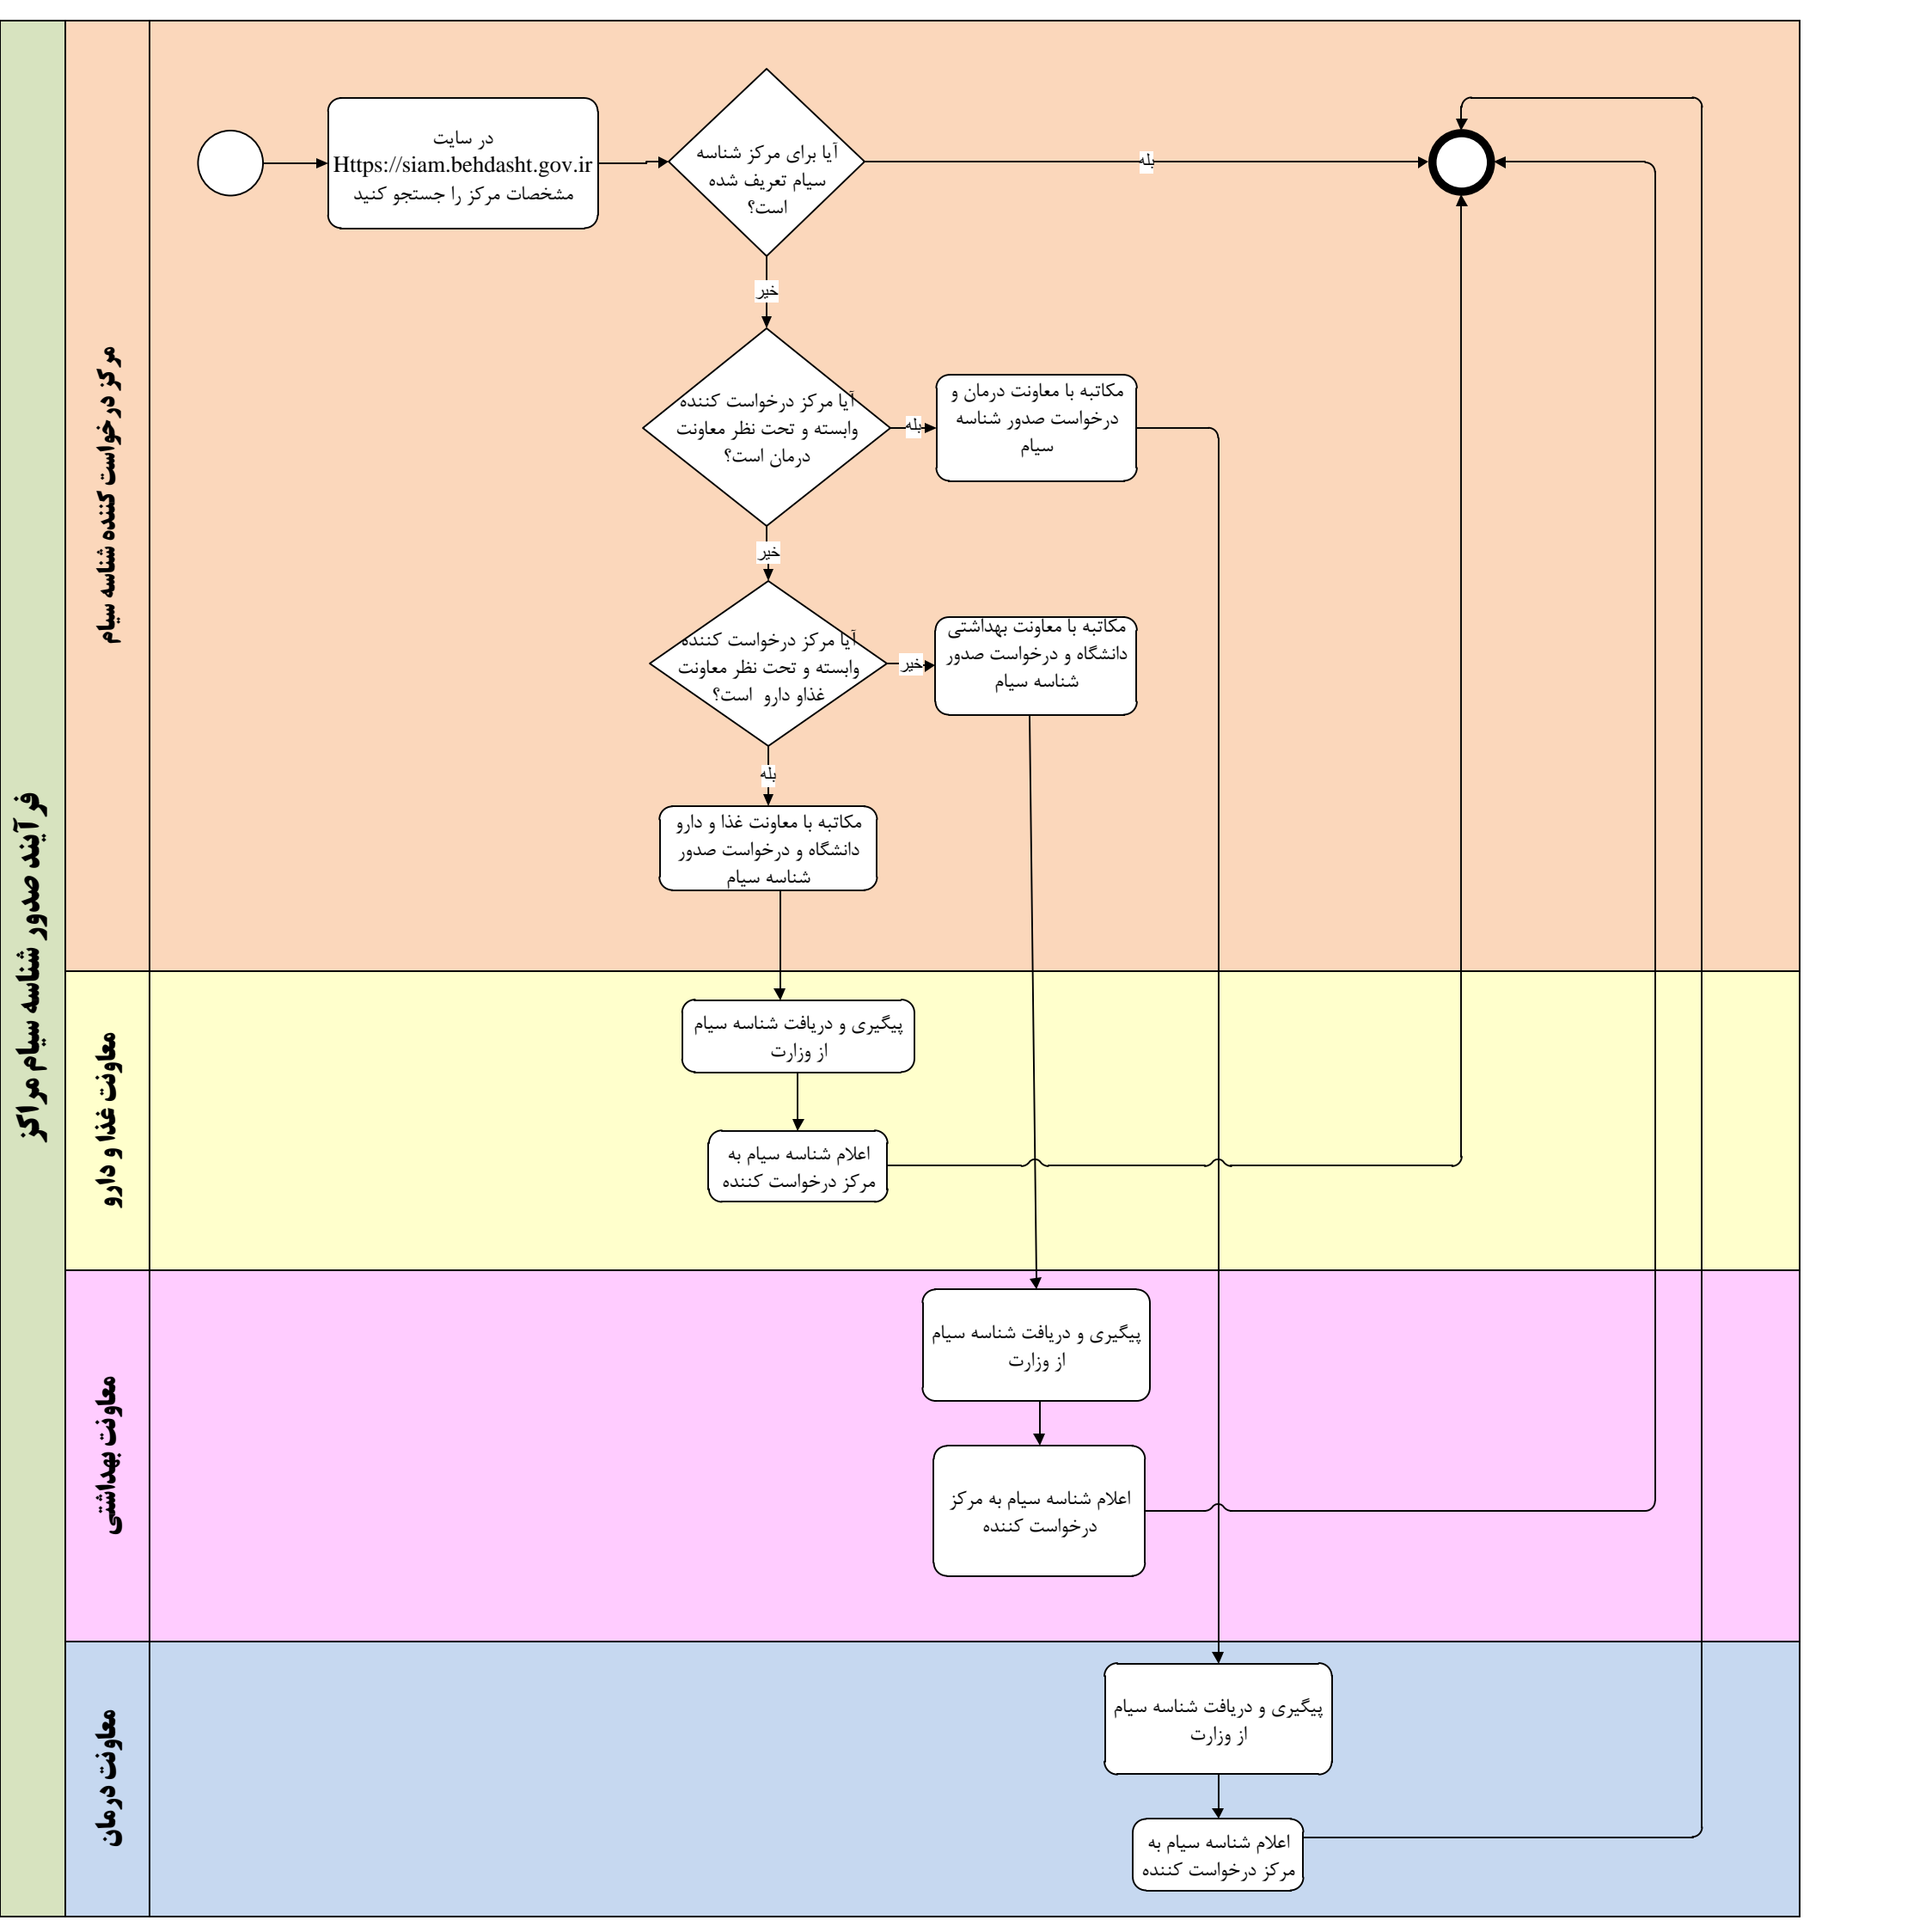 فرآیند صدور شناسه سیام مراکز
مرکز درخواست کننده شناسه سیام
در سایت
Https://siam.behdasht.gov.ir
مشخصات مرکز را جستجو کنید
آیا برای مرکز شناسه
سیام تعریف شده
است؟
بله
خیر
آیا مرکز درخواست کننده
وابسته و تحت نظر معاونت
درمان است؟
بله
مکاتبه با معاونت درمان و
درخواست صدور شناسه
سیام
خیر
آیا مرکز درخواست کننده
وابسته و تحت نظر معاونت
غذاو دارو است؟
خیر
مکاتبه با معاونت بهداشتی
دانشگاه و درخواست صدور
شناسه سیام
بله
مکاتبه با معاونت غذا و دارو
دانشگاه و درخواست صدور
شناسه سیام
معاونت غذا و دارو
پیگیری و دریافت شناسه سیام
از وزارت
اعلام شناسه سیام به
مرکز درخواست کننده
معاونت بهداشتی
پیگیری و دریافت شناسه سیام
از وزارت
اعلام شناسه سیام به مرکز
درخواست کننده
معاونت درمان
پیگیری و دریافت شناسه سیام
از وزارت
اعلام شناسه سیام به
مرکز درخواست کننده